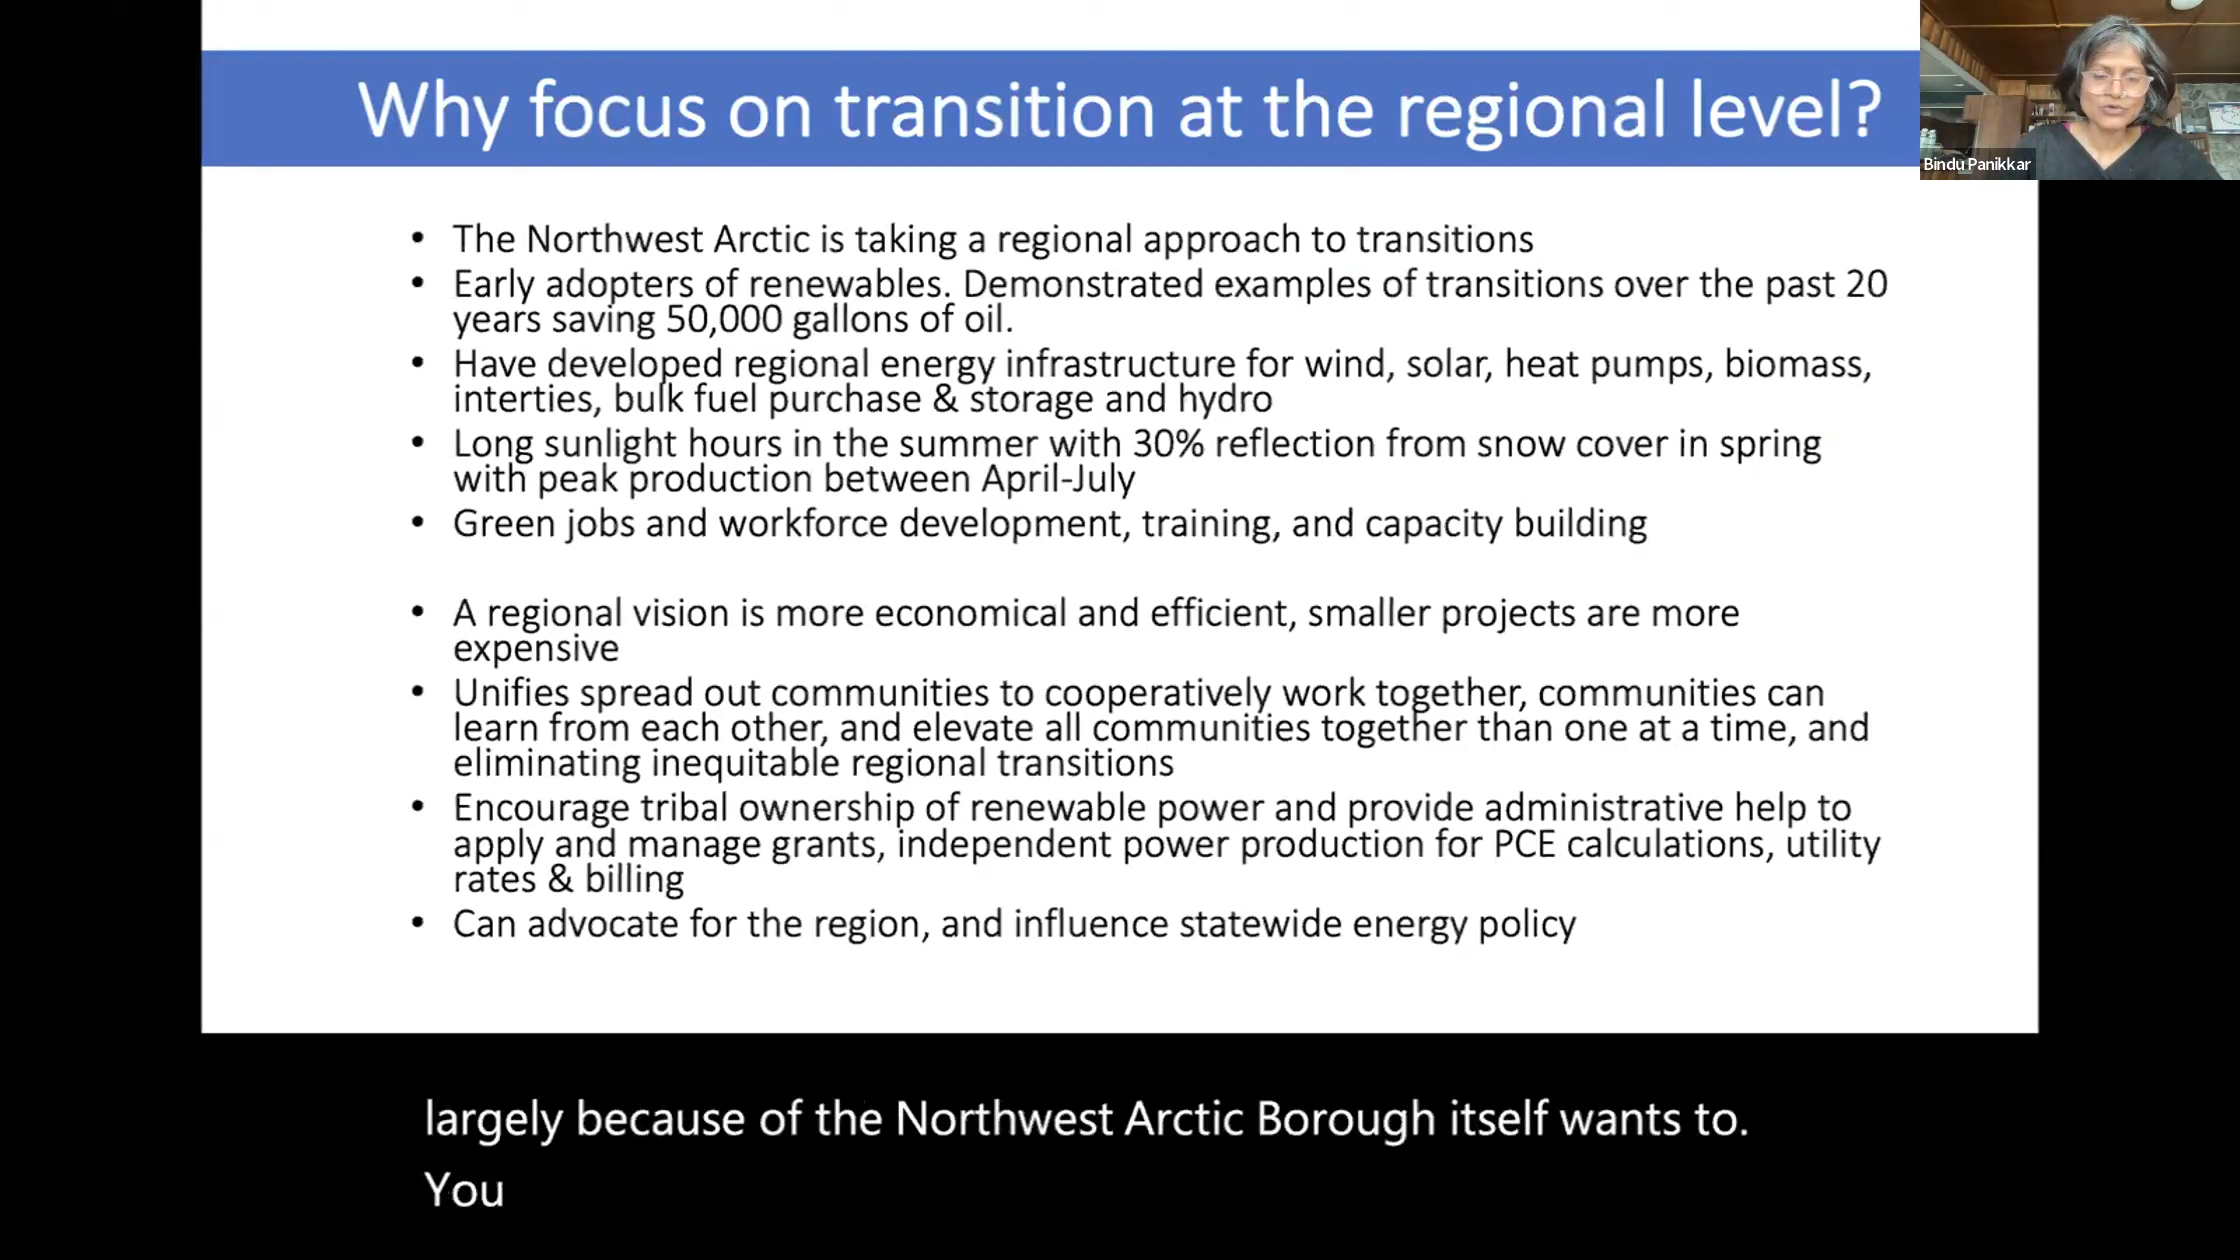 Why focus on transition at the regional level?
Bindu Panikkar
• The Northwest Arctic is taking a regional approach to transitions
• Early adopters of renewables. Demonstrated examples of transitions over the past 20
years saving 50,000 gallons of oil.
• Have developed regional energy infrastructure for wind, solar, heat pumps, biomass,
interties, bulk fuel purchase & storage and hydro
• Long sunlight hours in the summer with 30% reflection from snow cover in spring
with peak production between April-July
• Green jobs and workforce development, training, and capacity building
• A regional vision is more economical and efficient, smaller projects are more
expensive
• Unifies spread out communities to cooperatively work together, communities can
learn from each other, and elevate all communities together than one at a time, and
eliminating inequitable regional transitions
• Encourage tribal ownership of renewable power and provide administrative help to
apply and manage grants, independent power production for PCE calculations, utility
rates & billing
• Can advocate for the region, and influence statewide energy policy
largely because of the Northwest Arctic Borough itself wants to.
You